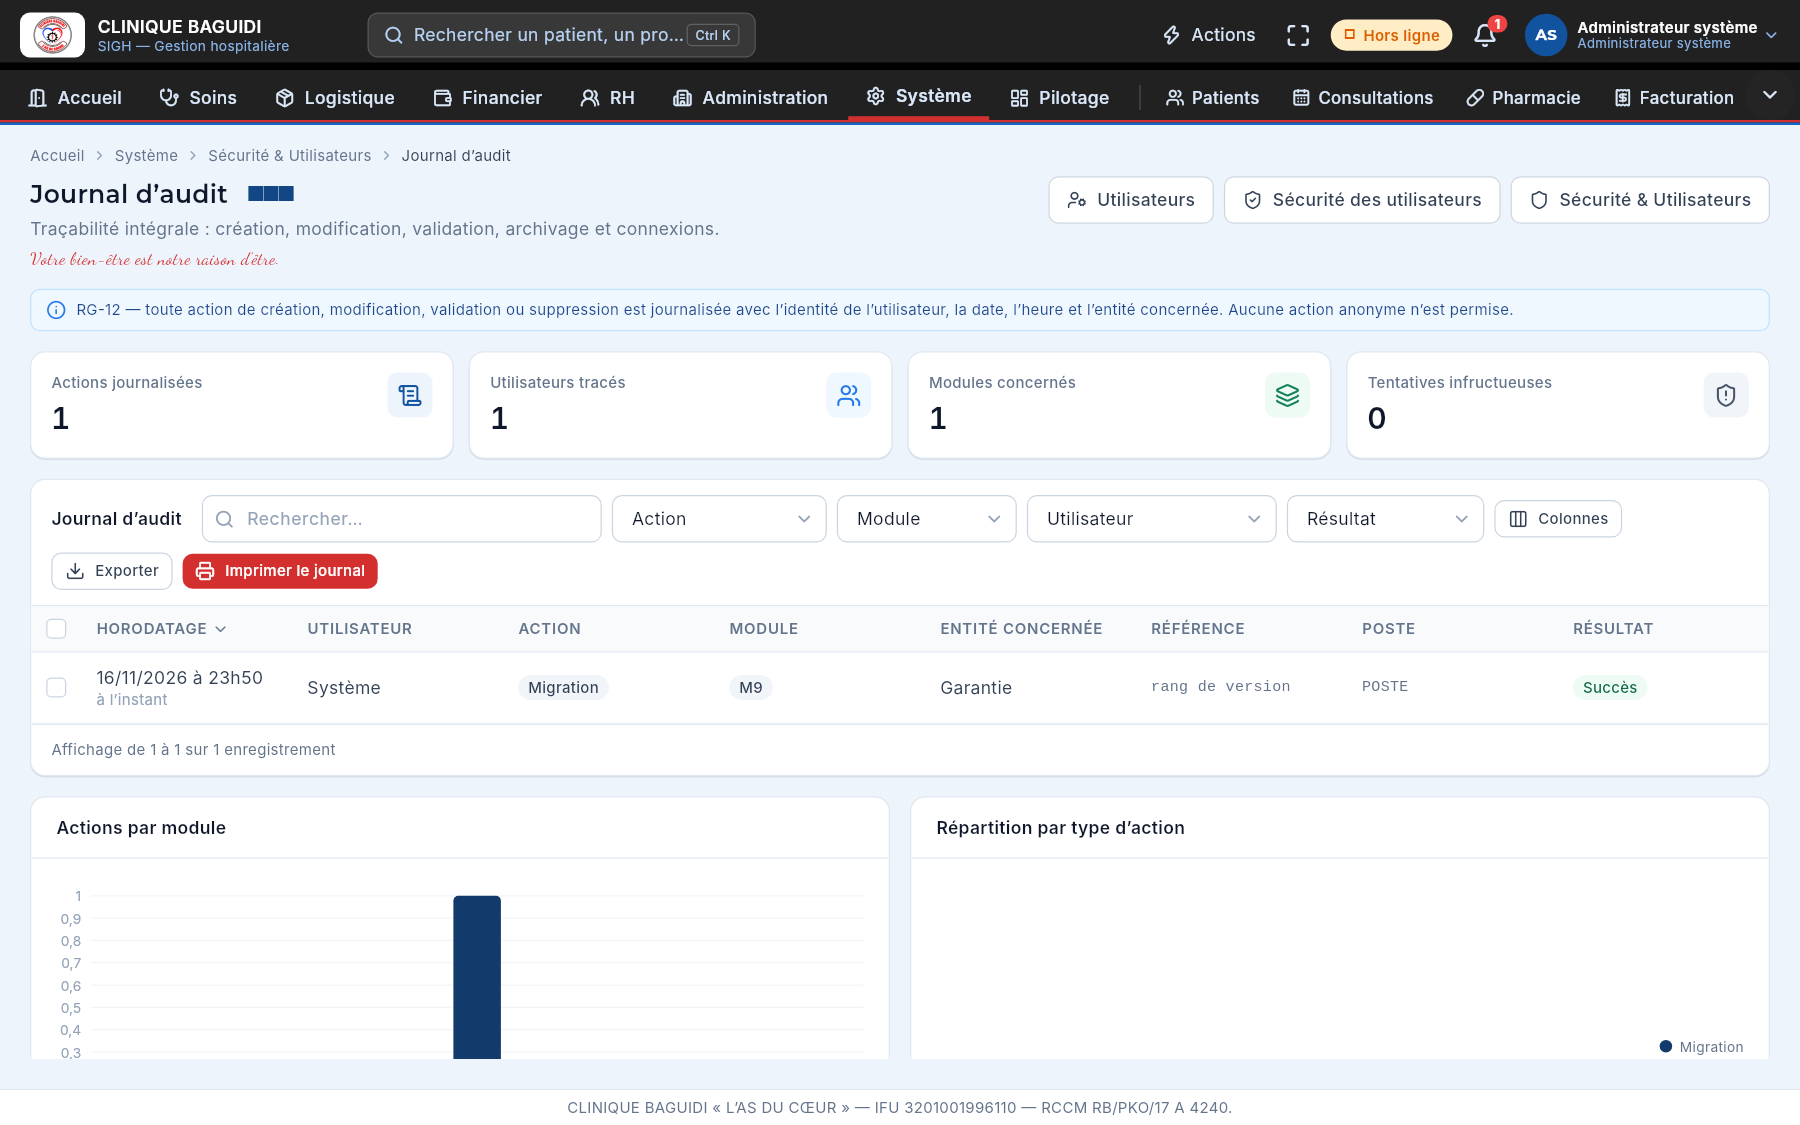 CLINIQUE BAGUIDI
SIGH — Gestion hospitalière
Rechercher un patient, un pro... Ctrl K
Actions
Hors ligne
1
AS
Administrateur système
Administrateur système
Accueil Soins Logistique Financier RH Administration Système Pilotage Patients Consultations Pharmacie Facturation
Accueil > Système > Sécurité & Utilisateurs > Journal d’audit
Journal d’audit
Utilisateurs Sécurité des utilisateurs Sécurité & Utilisateurs
Traçabilité intégrale : création, modification, validation, archivage et connexions.
Votre bien-être est notre raison d'être.
RG-12 — toute action de création, modification, validation ou suppression est journalisée avec l’identité de l’utilisateur, la date, l’heure et l’entité concernée. Aucune action anonyme n’est permise.
Actions journalisées
1
Utilisateurs tracés
1
Modules concernés
1
Tentatives infructueuses
0
Journal d’audit Rechercher... Action Module Utilisateur Résultat Colonnes
Exporter Imprimer le journal
HORODATAGE UTILISATEUR ACTION MODULE ENTITÉ CONCERNÉE RÉFÉRENCE POSTE RÉSULTAT
16/11/2026 à 23h50 Système Migration M9 Garantie rang de version POSTE Succès
à l’instant
Affichage de 1 à 1 sur 1 enregistrement
Actions par module
1
0,9
0,8
0,7
0,6
0,5
0,4
0,3
Répartition par type d’action
Migration
CLINIQUE BAGUIDI « L’AS DU CŒUR » — IFU 3201001996110 — RCCM RB/PKO/17 A 4240.